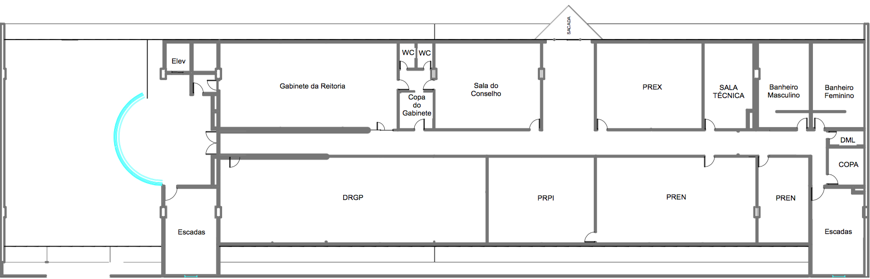 SACADA
Elev
WC
WC
Gabinete da Reitoria
Sala do
Conselho
PREX
SALA
TÉCNICA
Banheiro
Masculino
Banheiro
Feminino
Copa
do
Gabinete
DML
COPA
DRGP
PRPI
PREN
PREN
Escadas
Escadas